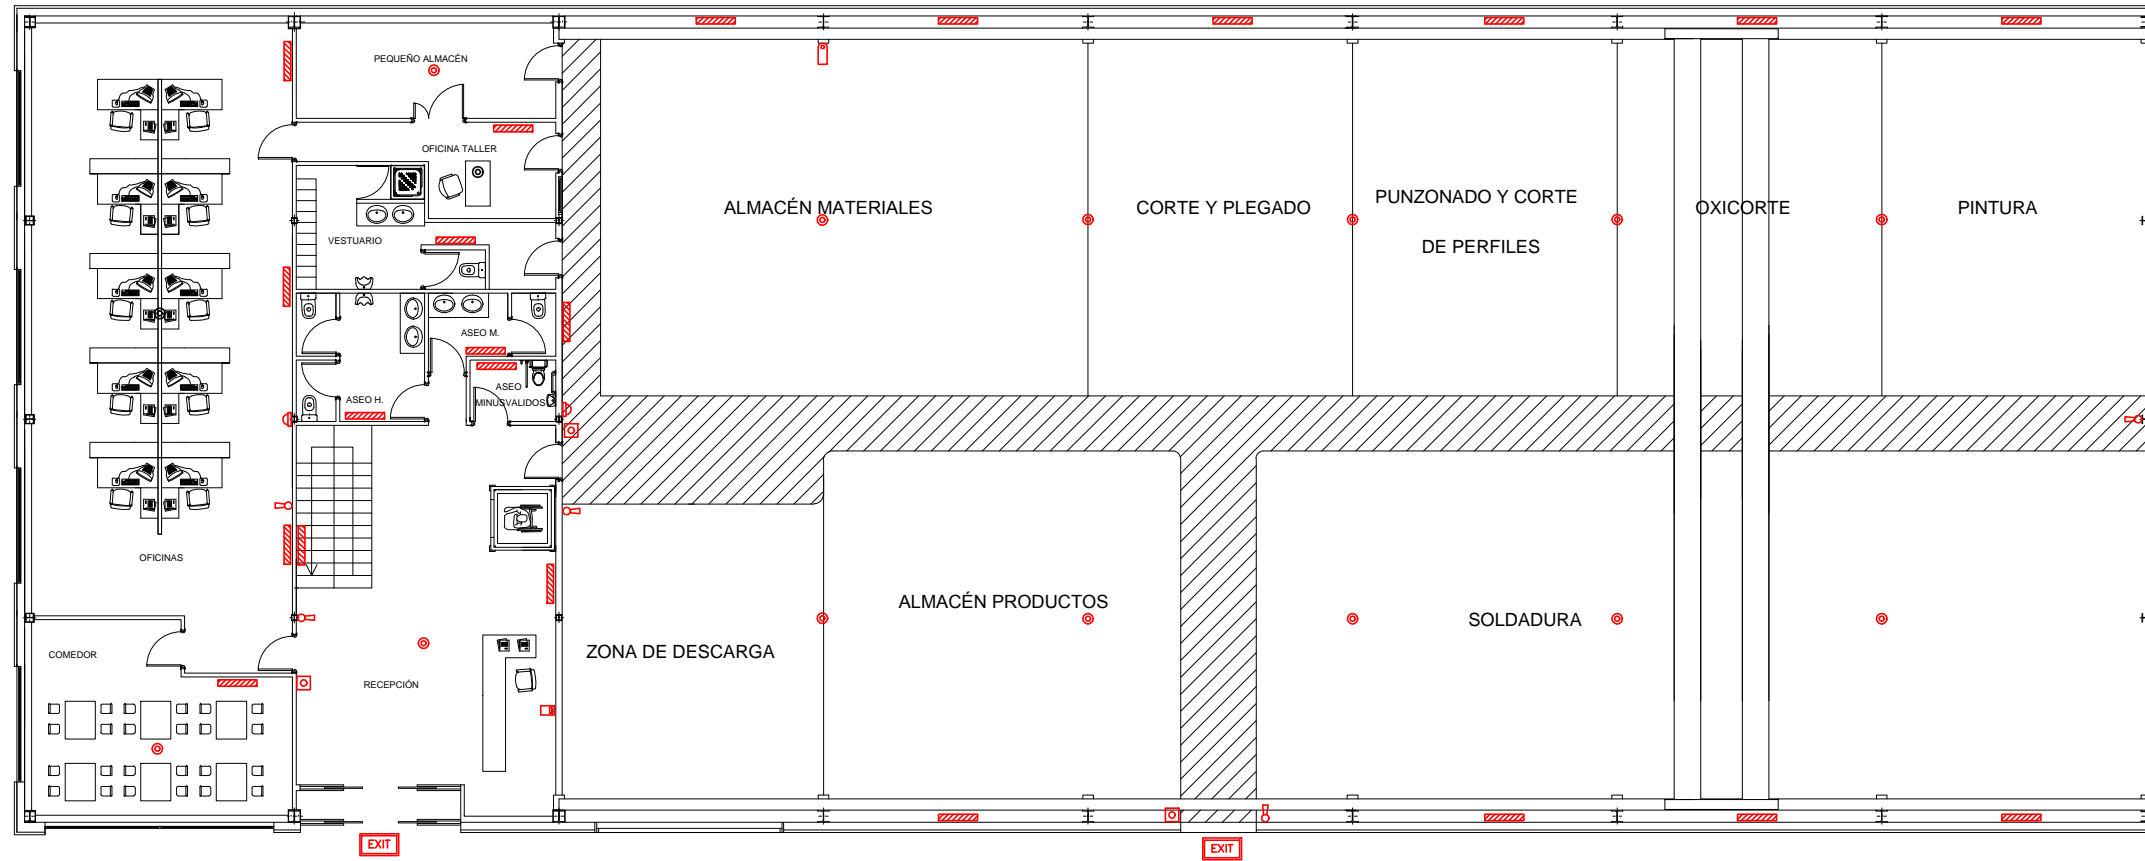 PEQUEÑO ALMACÉN
OFICINA TALLER
ALMACÉN MATERIALES
CORTE Y PLEGADO
PUNZONADO Y CORTE
DE PERFILES
OXICORTE
PINTURA
VESTUARIO
ASEO M.
ASEO
MINUSVALIDOS
ASEO H.
OFICINAS
ALMACÉN PRODUCTOS
SOLDADURA
COMEDOR
ZONA DE DESCARGA
RECEPCIÓN
EXIT
EXIT